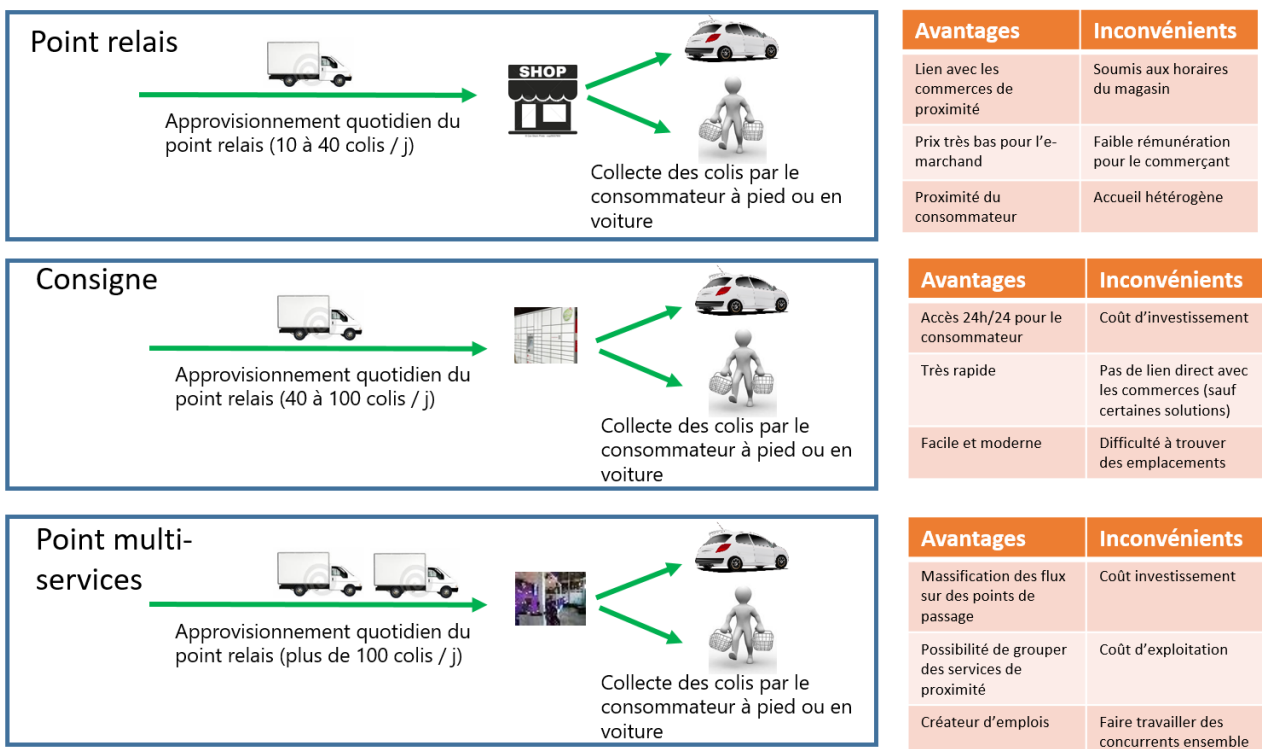 Point relais
Approvisionnement quotidien du
point relais (10 à 40 colis / j)
SHOP
Collecte des colis par le
consommateur à pied ou en
voiture
Avantages Inconvénients
Lien avec les
commerces de
proximité
Soumis aux horaires
du magasin
Prix très bas pour l’e-
marchand
Faible rémunération
pour le commerçant
Proximité du
consommateur
Accueil hétérogène
Consigne
Approvisionnement quotidien du
point relais (40 à 100 colis / j)
Collecte des colis par le
consommateur à pied ou en
voiture
Avantages Inconvénients
Accès 24h/24 pour le
consommateur
Coût d’investissement
Très rapide
Pas de lien direct avec
les commerces (sauf
certaines solutions)
Facile et moderne
Difficulté à trouver
des emplacements
Point multi-
services
Approvisionnement quotidien du
point relais (plus de 100 colis / j)
Collecte des colis par le
consommateur à pied ou en
voiture
Avantages Inconvénients
Massification des flux
sur des points de
passage
Coût investissement
Possibilité de grouper
des services de
proximité
Coût d’exploitation
Créateur d’emplois
Faire travailler des
concurrents ensemble